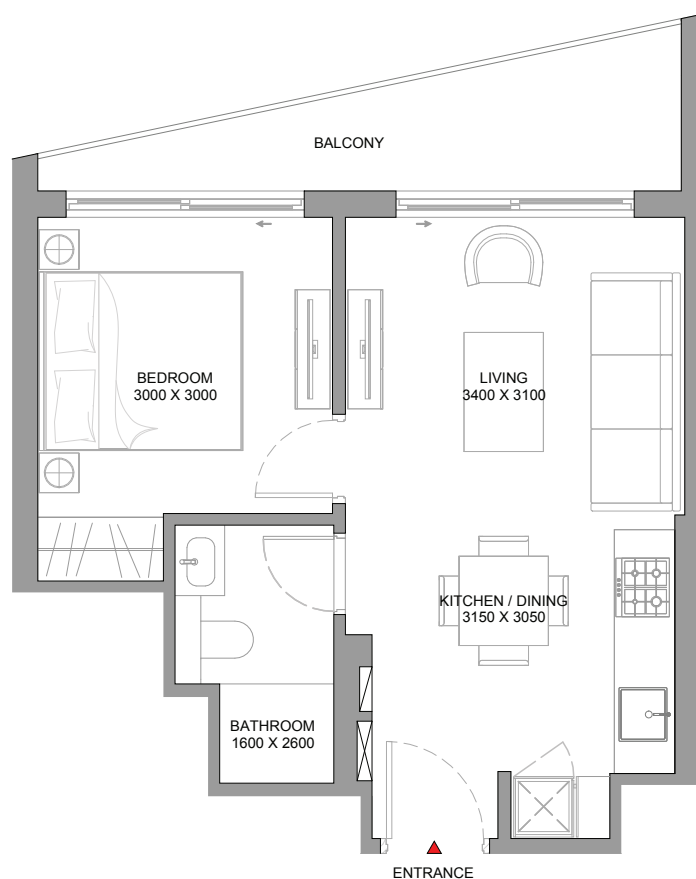 BALCONY
BEDROOM
3000 X 3000
LIVING
3400 X 3100
KITCHEN / DINING
3150 X 3050
BATHROOM
1600 X 2600
ENTRANCE